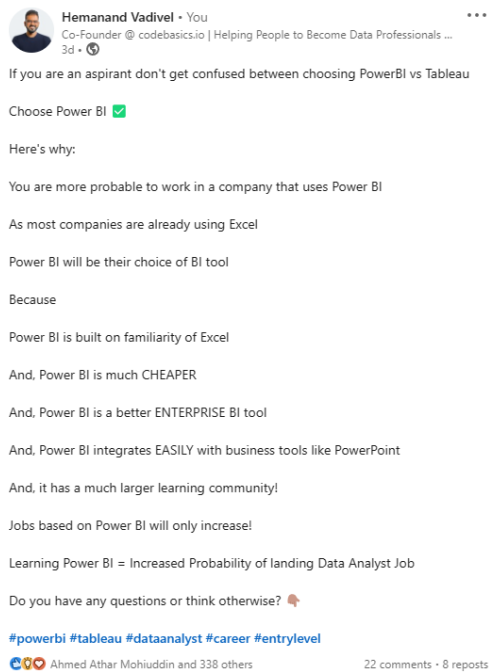 Hemanand Vadivel • You
Co-Founder @ codebasics.io | Helping People to Become Data Professionals ...
3d •
If you are an aspirant don't get confused between choosing PowerBI vs Tableau
Choose Power BI ✅
Here's why:
You are more probable to work in a company that uses Power BI
As most companies are already using Excel
Power BI will be their choice of BI tool
Because
Power BI is built on familiarity of Excel
And, Power BI is much CHEAPER
And, Power BI is a better ENTERPRISE BI tool
And, Power BI integrates EASILY with business tools like PowerPoint
And, it has a much larger learning community!
Jobs based on Power BI will only increase!
Learning Power BI = Increased Probability of landing Data Analyst Job
Do you have any questions or think otherwise? 👇🏽
#powerbi #tableau #dataanalyst #career #entrylevel
Ahmed Athar Mohiuddin and 338 others 22 comments • 8 reposts